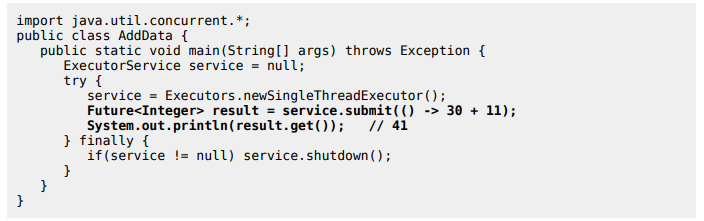 import java.util.concurrent.*;
public class AddData {
   public static void main(String[] args) throws Exception {
      ExecutorService service = null;
      try {
         service = Executors.newSingleThreadExecutor();
         Future<Integer> result = service.submit(() -> 30 + 11);
         System.out.println(result.get());   // 41
      } finally {
         if(service != null) service.shutdown();
      }
   }
}